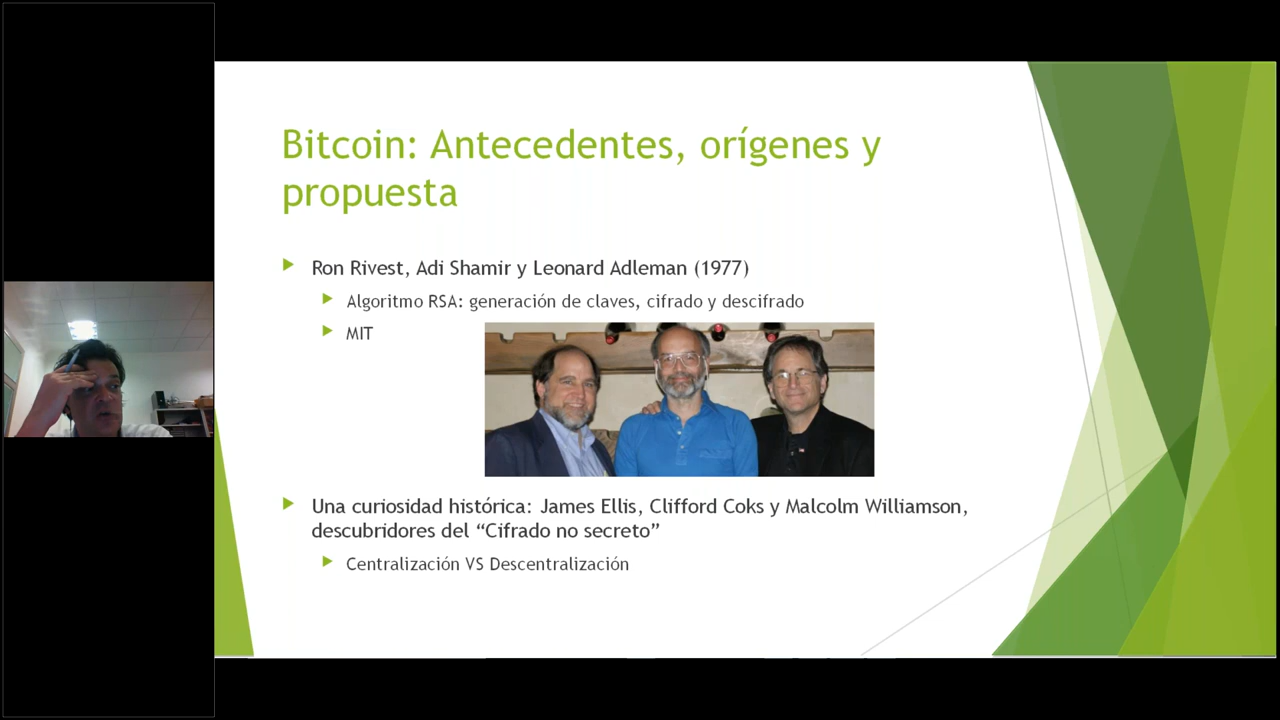 Bitcoin: Antecedentes, orígenes y
propuesta
Ron Rivest, Adi Shamir y Leonard Adleman (1977)
Algoritmo RSA: generación de claves, cifrado y descifrado
MIT
Una curiosidad histórica: James Ellis, Clifford Coks y Malcolm Williamson,
descubridores del “Cifrado no secreto”
Centralización VS Descentralización